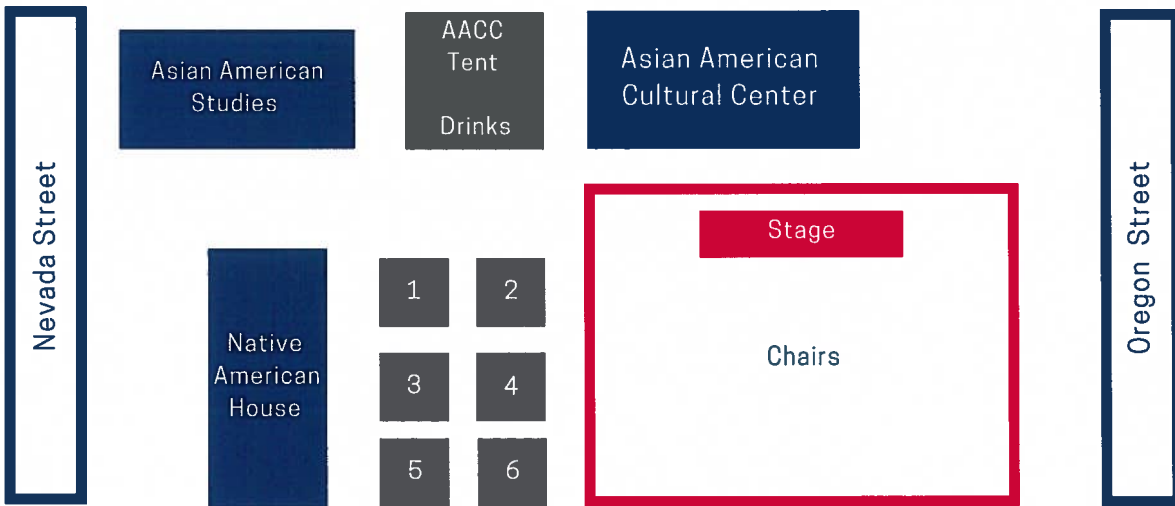 Nevada Street
Asian American
Studies
AACC
Tent
Drinks
Asian American
Cultural Center
Native
American
House
1
2
3
4
5
6
Stage
Chairs
Oregon Street